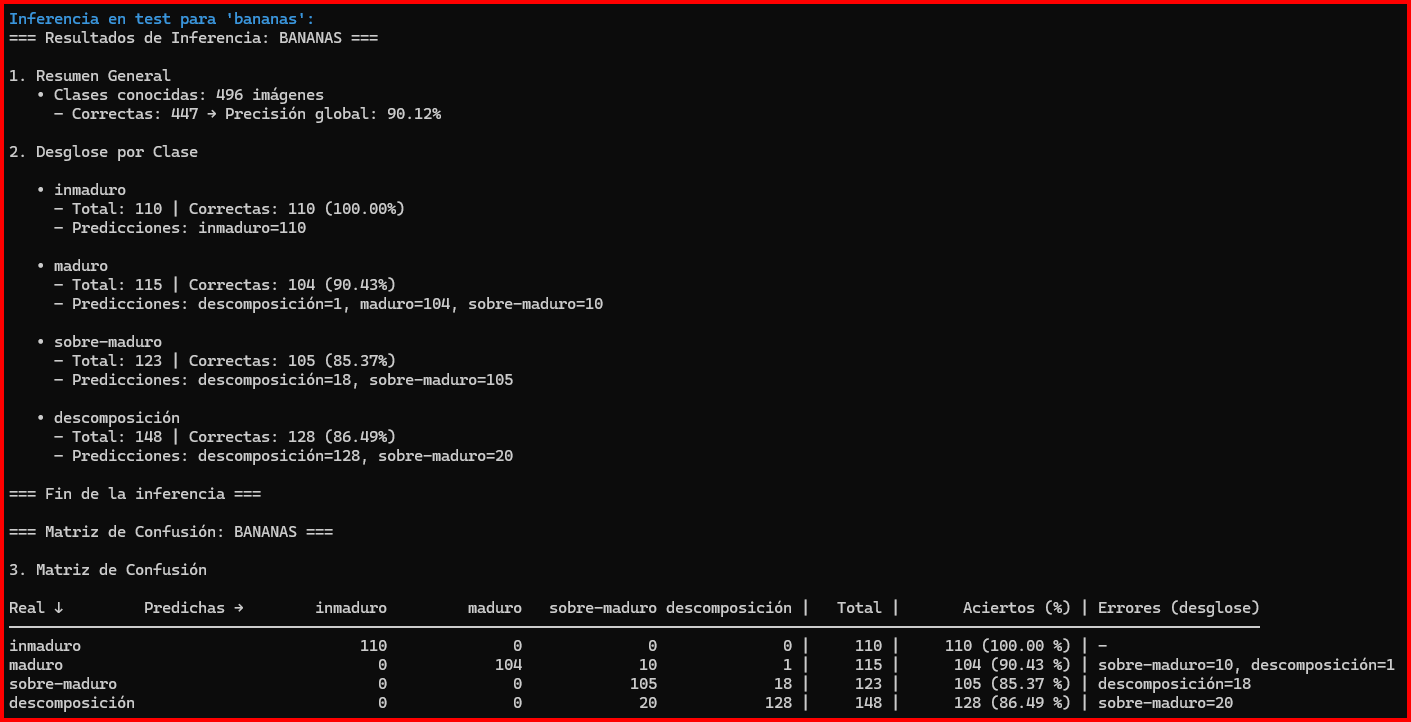 Inferencia en test para 'bananas':
=== Resultados de Inferencia: BANANAS ===
1. Resumen General
• Clases conocidas: 496 imágenes
– Correctas: 447 → Precisión global: 90.12%
2. Desglose por Clase
• inmaduro
– Total: 110 | Correctas: 110 (100.00%)
– Predicciones: inmaduro=110
• maduro
– Total: 115 | Correctas: 104 (90.43%)
– Predicciones: descomposición=1, maduro=104, sobre-maduro=10
• sobre-maduro
– Total: 123 | Correctas: 105 (85.37%)
– Predicciones: descomposición=18, sobre-maduro=105
• descomposición
– Total: 148 | Correctas: 128 (86.49%)
– Predicciones: descomposición=128, sobre-maduro=20
=== Fin de la inferencia ===
=== Matriz de Confusión: BANANAS ===
3. Matriz de Confusión
Real ↓ Predichas → inmaduro maduro sobre-maduro descomposición | Total | Aciertos (%) | Errores (desglose)
inmaduro 110 0 0 0 | 110 | 110 (100.00 %) | –
maduro 0 104 10 1 | 115 | 104 (90.43 %) | sobre-maduro=10, descomposición=1
sobre-maduro 0 0 105 18 | 123 | 105 (85.37 %) | descomposición=18
descomposición 0 0 20 128 | 148 | 128 (86.49 %) | sobre-maduro=20